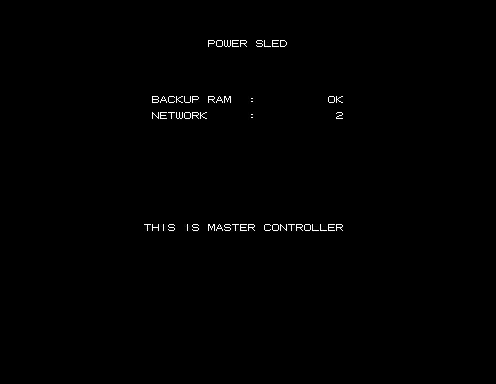 POWER SLED
BACKUP RAM : OK
NETWORK : 2
THIS IS MASTER CONTROLLER